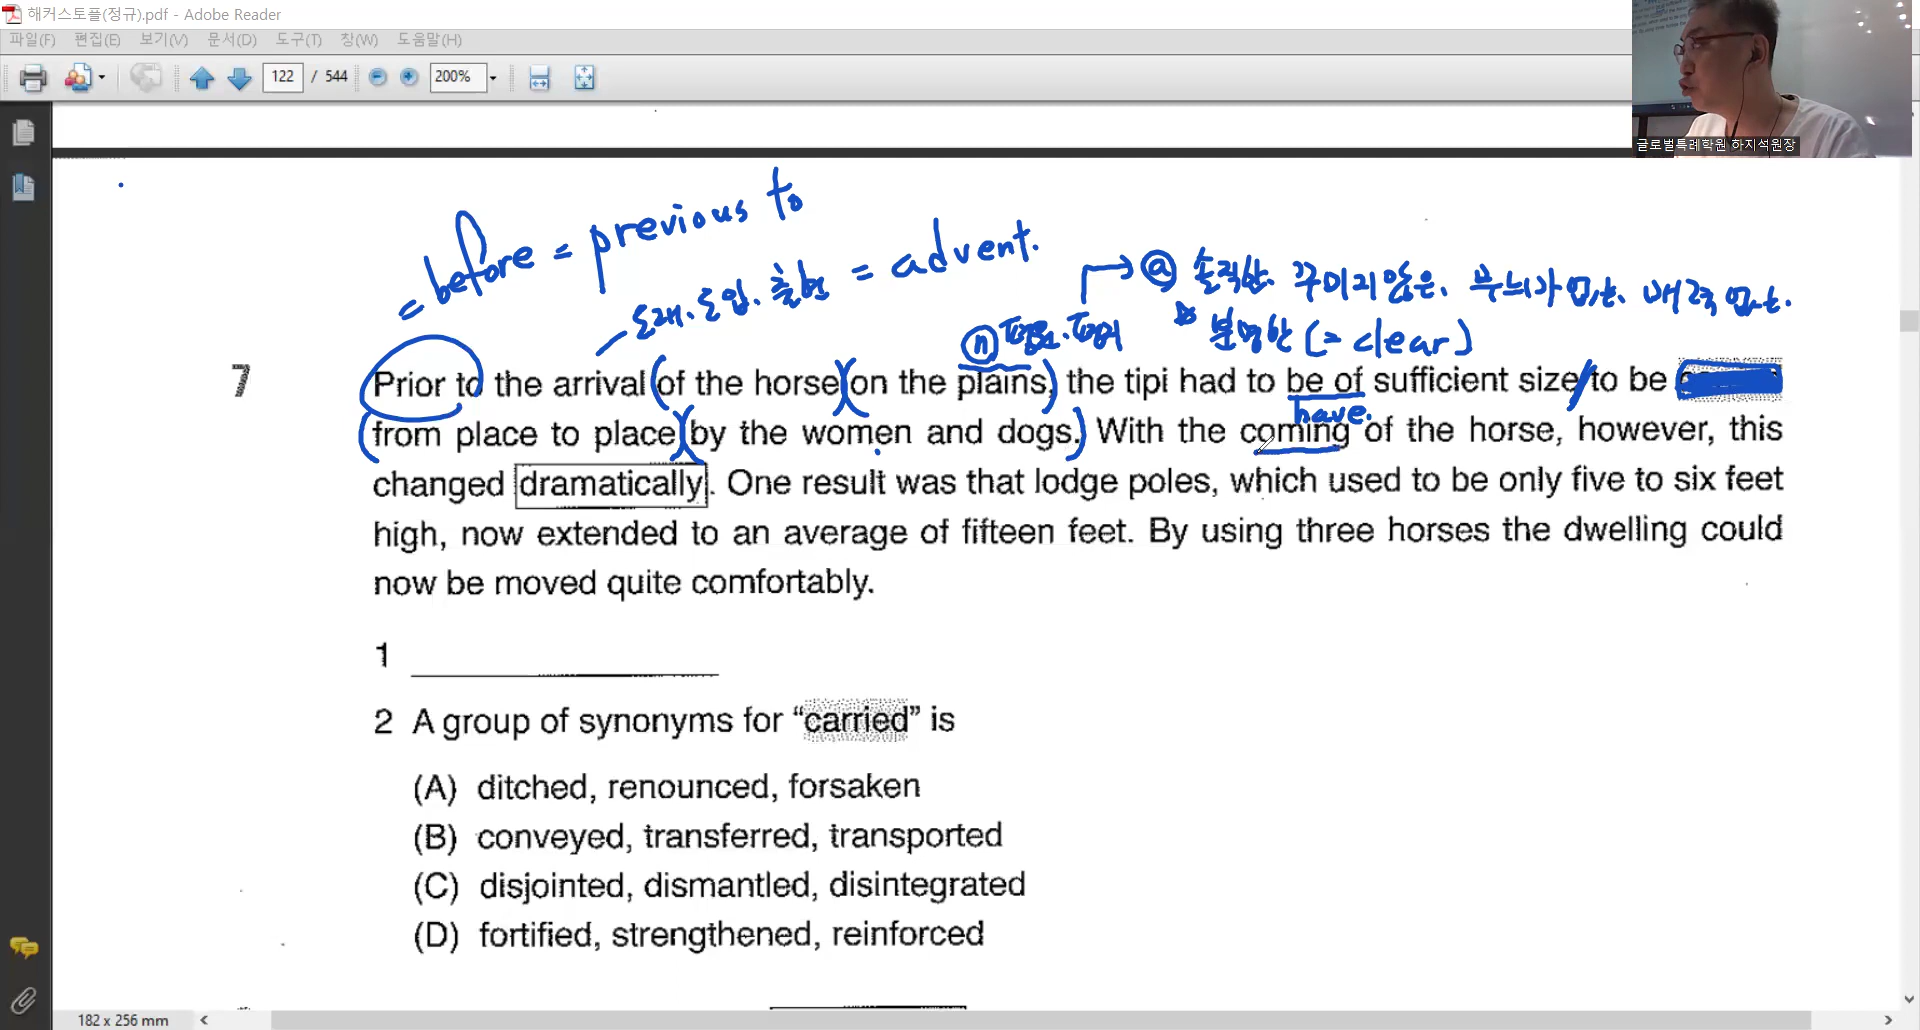 해커스토플(정규).pdf - Adobe Reader
파일(F) 편집(E) 보기(V) 문서(D) 도구(T) 창(W) 도움말(H)
122 / 544 200%
글로벌특례학원 하지석원장
= before = previous to
도래. 도입. 출현 = advent.
ⓐ 솔직한. 꾸미지 않은. 무늬가 없는. 매력 없는.
ⓝ 평원. 평지
분명한 (= clear)
7 Prior to the arrival (of the horse)(on the plains,) the tipi had to be of sufficient size/to be
have.
(from place to place)(by the women and dogs.) With the coming of the horse, however, this
changed dramatically. One result was that lodge poles, which used to be only five to six feet
high, now extended to an average of fifteen feet. By using three horses the dwelling could
now be moved quite comfortably.
1
2 A group of synonyms for “carried” is
(A) ditched, renounced, forsaken
(B) conveyed, transferred, transported
(C) disjointed, dismantled, disintegrated
(D) fortified, strengthened, reinforced
182 x 256 mm